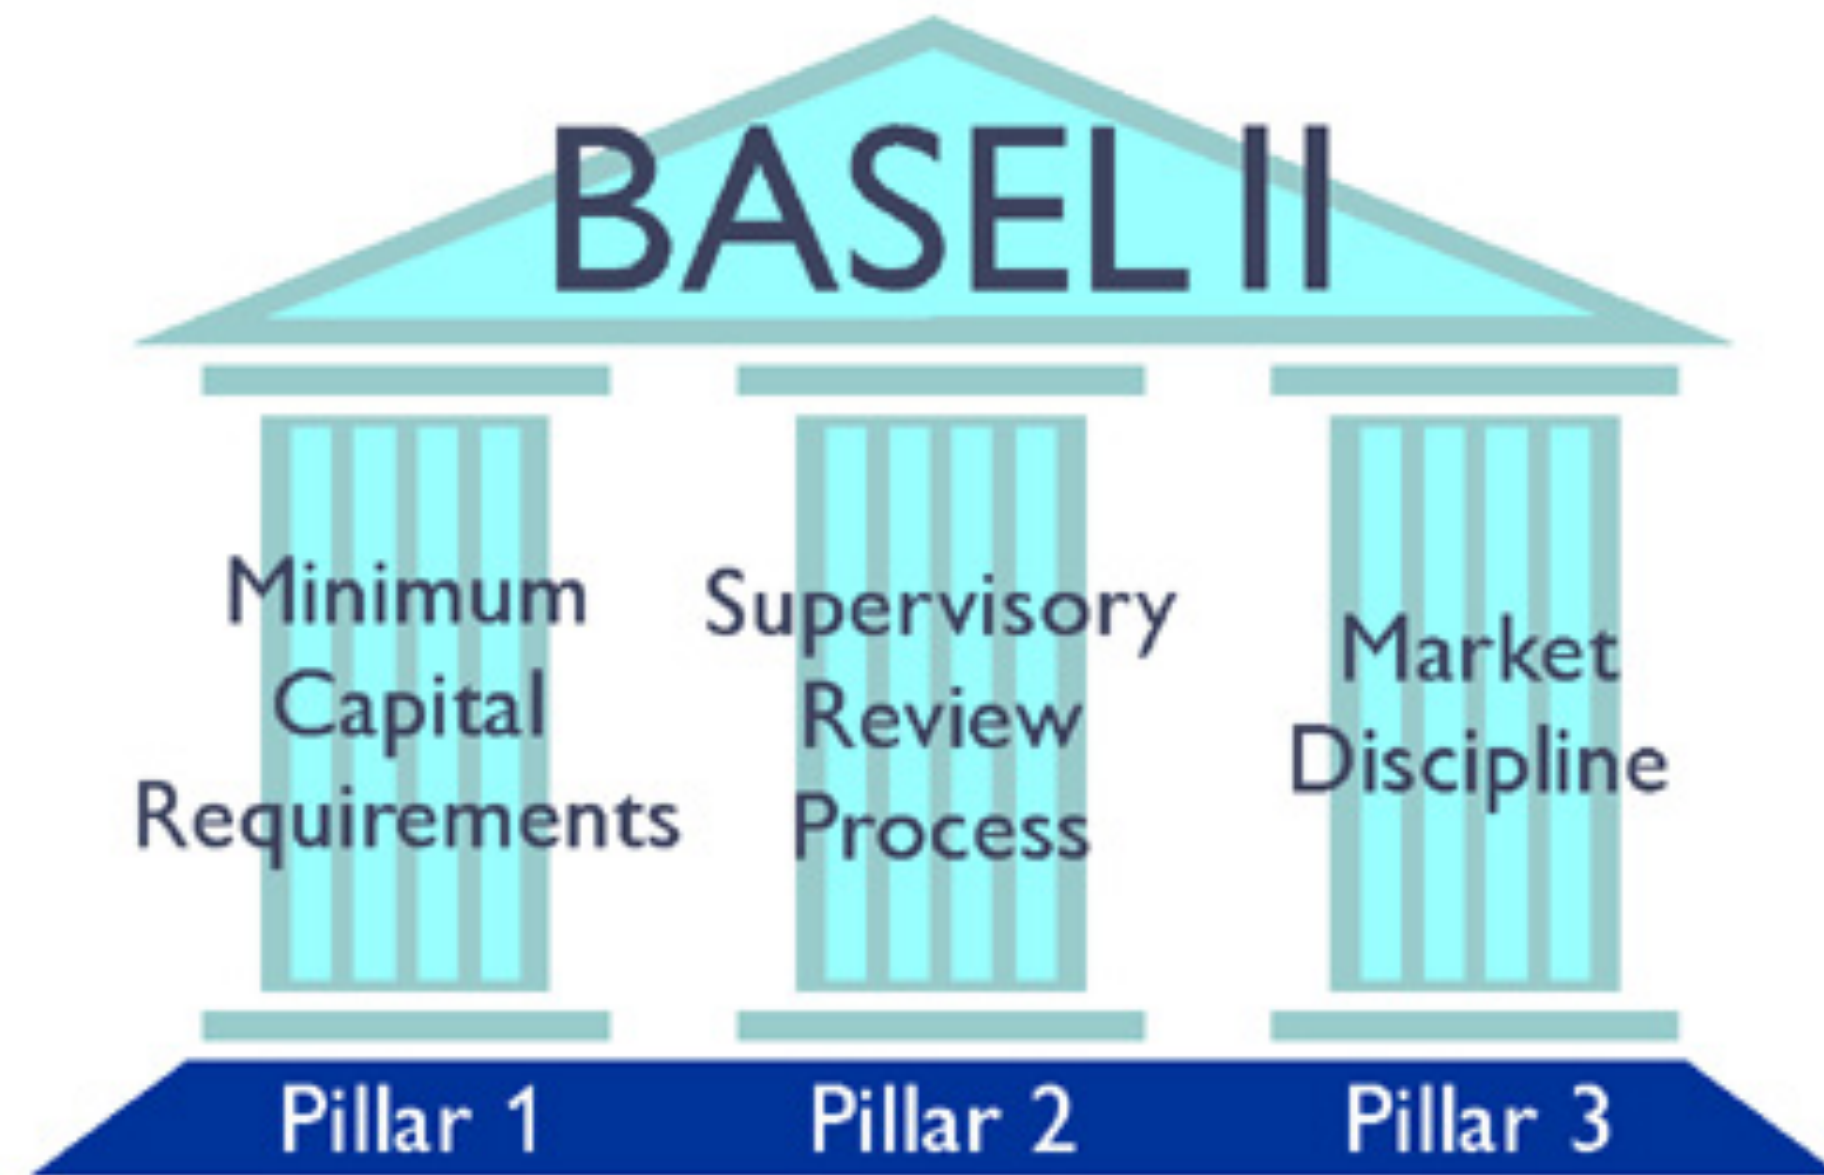 BASEL II
Minimum
Capital
Requirements
Supervisory
Review
Process
Market
Discipline
Pillar 1
Pillar 2
Pillar 3